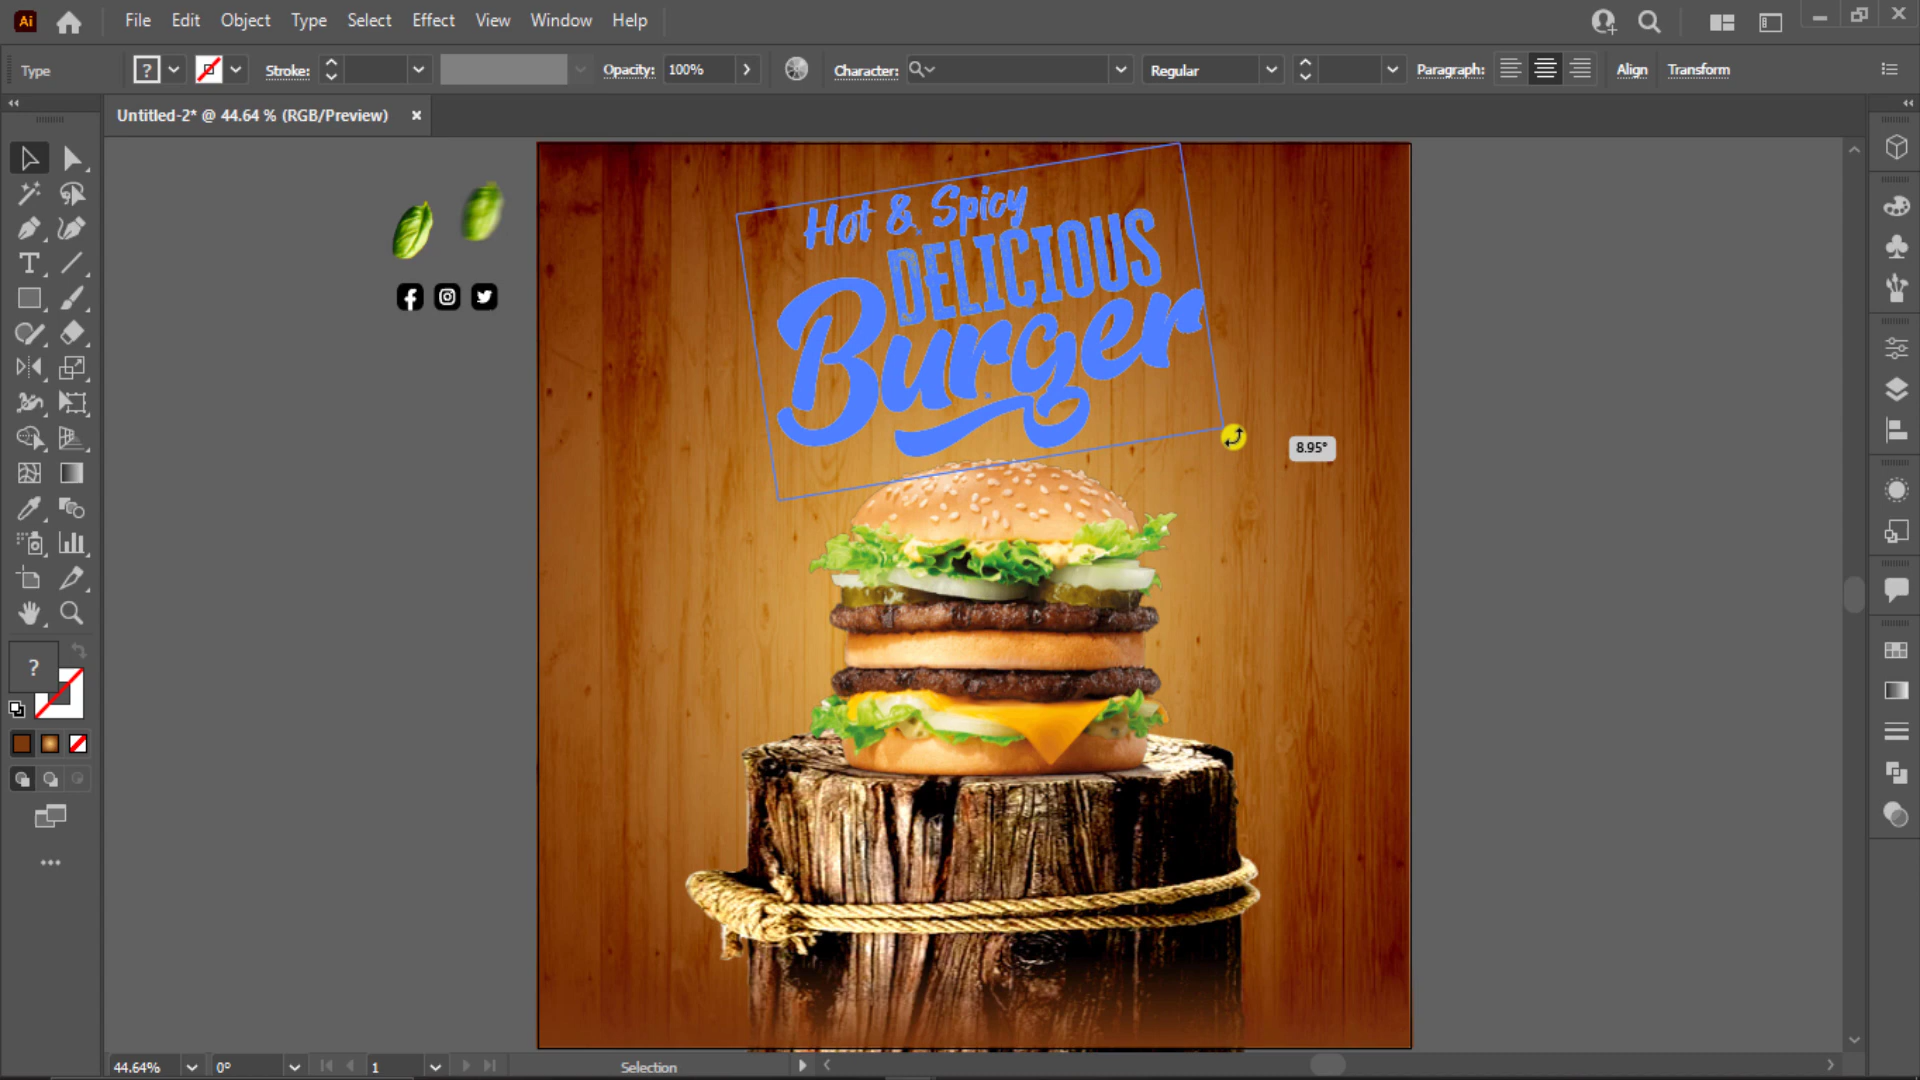 Ai File Edit Object Type Select Effect View Window Help
Type ? Stroke: Opacity: 100% Character: Regular Paragraph: Align Transform
Untitled-2* @ 44.64 % (RGB/Preview) ×
Hot & Spicy
DELICIOUS
Burger
8.95°
?
44.64% 0° 1 Selection